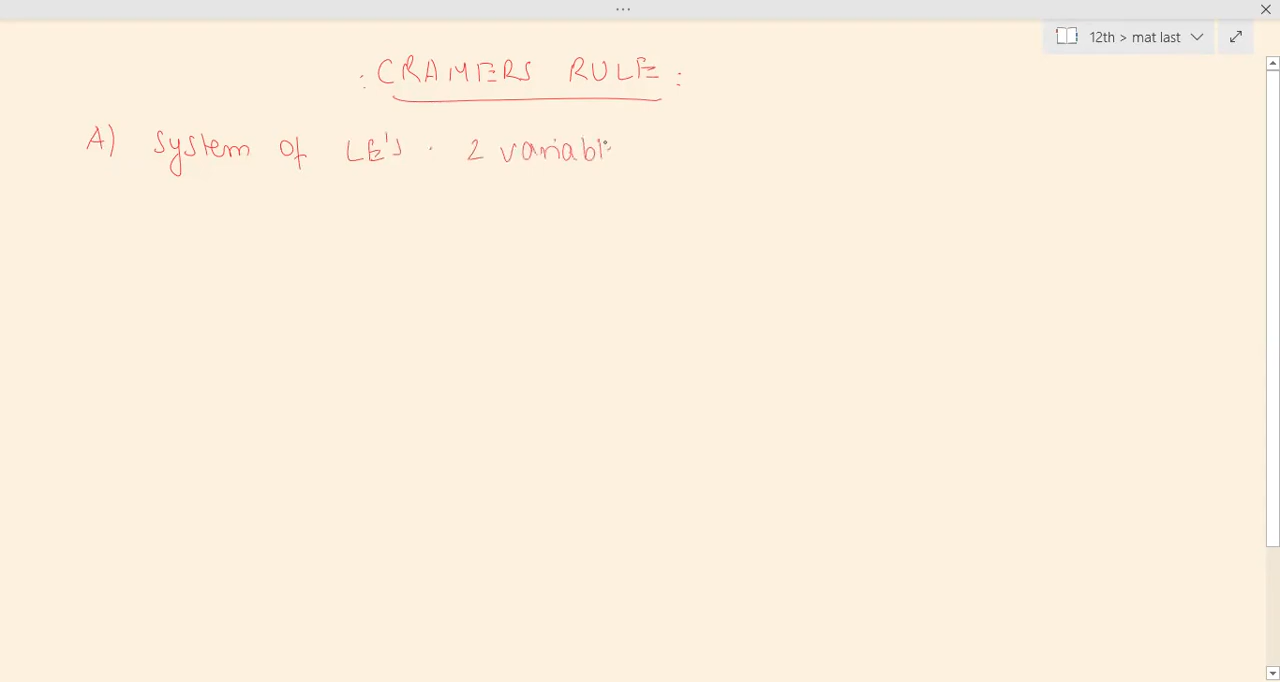 ...
12th > mat last
: CRAMERS RULE :
A) System of LE's . 2 variabl